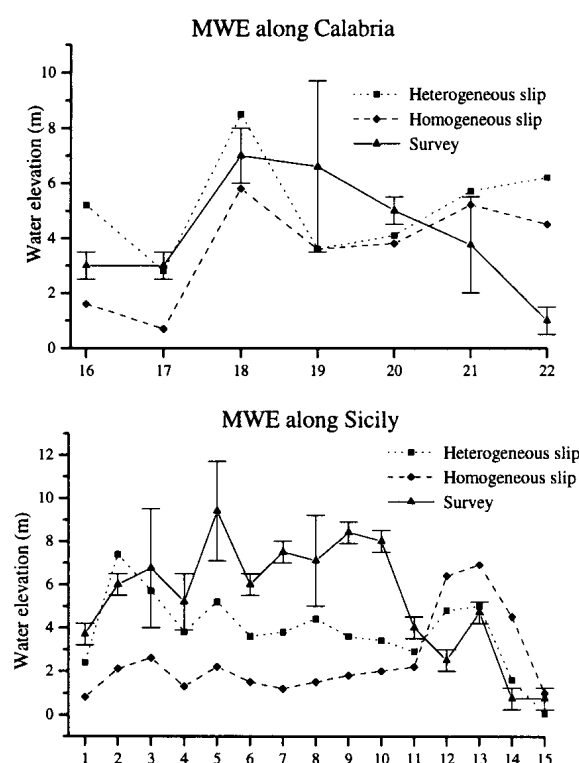 MWE along Calabria
10
8
6
4
2
0
Water elevation (m)
Heterogeneous slip
Homogeneous slip
Survey
16 17 18 19 20 21 22
MWE along Sicily
12
10
8
6
4
2
0
Water elevation (m)
Heterogeneous slip
Homogeneous slip
Survey
1 2 3 4 5 6 7 8 9 10 11 12 13 14 15